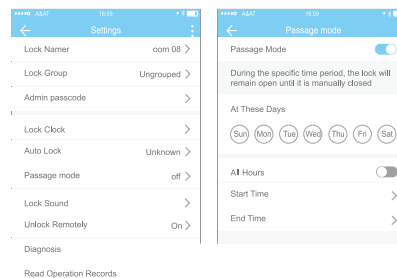 ●●●●○ A&AT 16:59
Settings
Lock Namer oom 08 >
Lock Group Ungrouped >
Admin passcode >
Lock Clock >
Auto Lock Unknown >
Passage mode off >
Lock Sound >
Unlock Remotely On >
Diagnosis
Read Operation Records
●●●●○ A&AT 16:59
Passage mode
Passage Mode
During the specific time period, the lock will
remain open until it is manually closed
At These Days
Sun Mon Tue Wed Thu Fri Sat
All Hours
Start Time >
End Time >